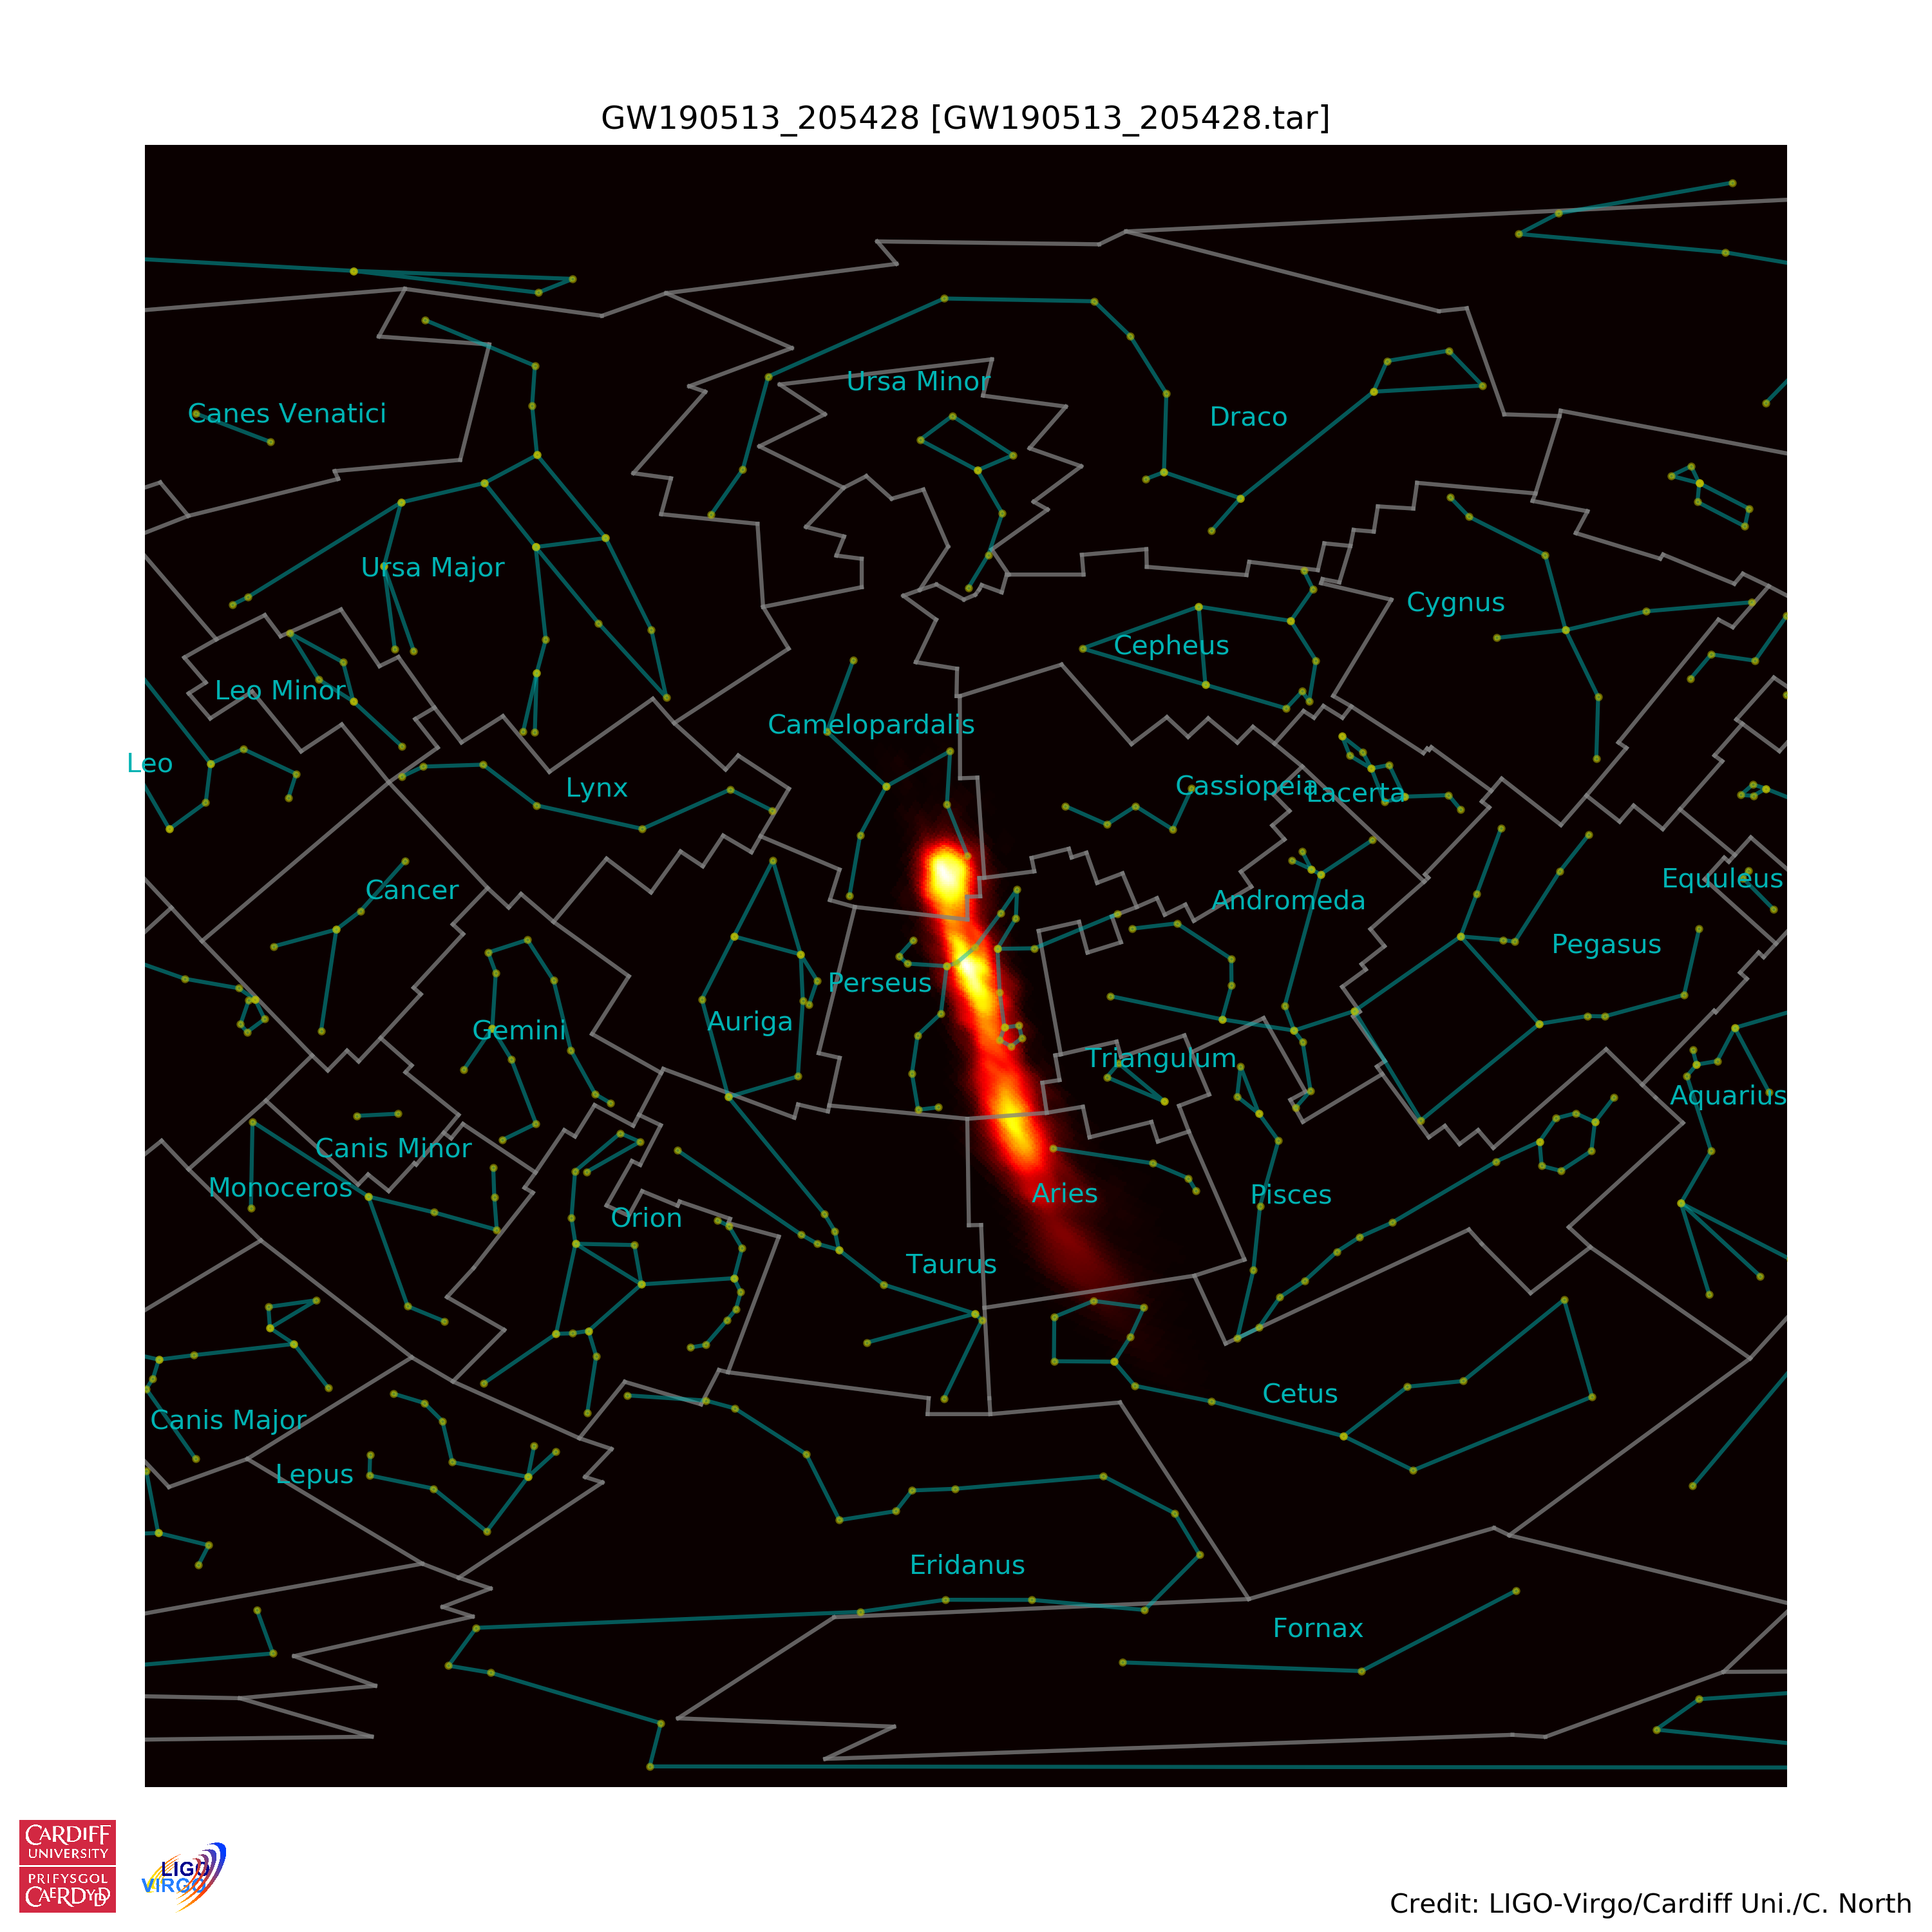 GW190513_205428 [GW190513_205428.tar]
Ursa Minor
Canes Venatici
Draco
Ursa Major
Cygnus
Cepheus
Leo Minor
Camelopardalis
Leo
Lynx
Cassiopeia
Lacerta
Cancer
Equuleus
Andromeda
Pegasus
Perseus
Auriga
Gemini
Triangulum
Aquarius
Canis Minor
Monoceros
Aries
Pisces
Orion
Taurus
Cetus
Canis Major
Lepus
Eridanus
Fornax
CARDIFF
UNIVERSITY
PRIFYSGOL
CAERDYDD
LIGO
VIRGO
Credit: LIGO-Virgo/Cardiff Uni./C. North